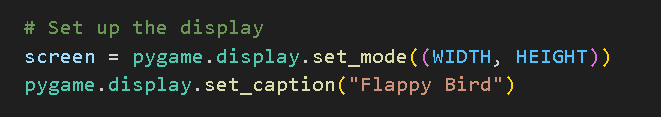 # Set up the display
screen = pygame.display.set_mode((WIDTH, HEIGHT))
pygame.display.set_caption("Flappy Bird")